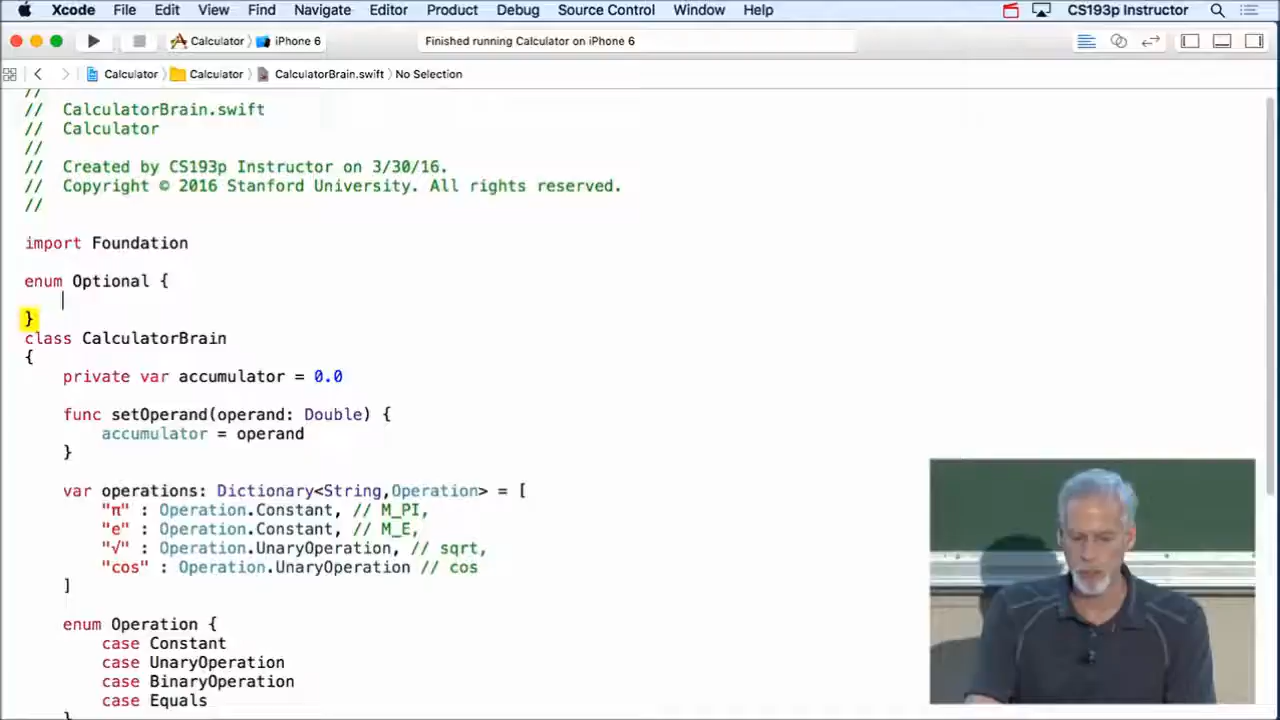 Xcode File Edit View Find Navigate Editor Product Debug Source Control Window Help CS193p Instructor
Calculator iPhone 6 Finished running Calculator on iPhone 6
Calculator Calculator CalculatorBrain.swift No Selection
//
// CalculatorBrain.swift
// Calculator
//
// Created by CS193p Instructor on 3/30/16.
// Copyright © 2016 Stanford University. All rights reserved.
//
import Foundation
enum Optional {
}
class CalculatorBrain
{
private var accumulator = 0.0
func setOperand(operand: Double) {
accumulator = operand
}
var operations: Dictionary<String,Operation> = [
"π" : Operation.Constant, // M_PI,
"e" : Operation.Constant, // M_E,
"√" : Operation.UnaryOperation, // sqrt,
"cos" : Operation.UnaryOperation // cos
]
enum Operation {
case Constant
case UnaryOperation
case BinaryOperation
case Equals
}